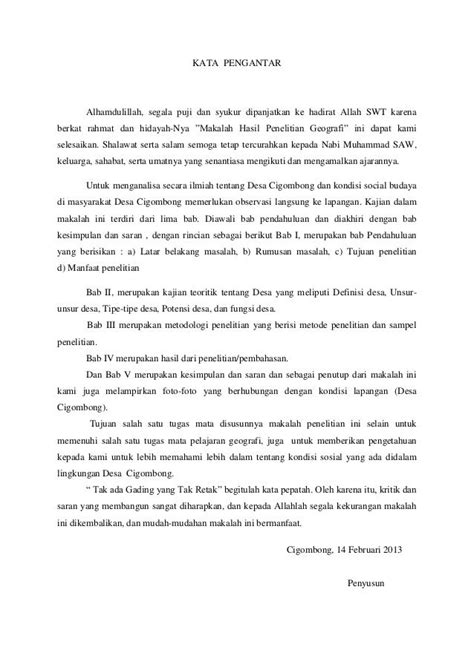 KATA PENGANTAR
Alhamdulillah, segala puji dan syukur dipanjatkan ke hadirat Allah SWT karena
berkat rahmat dan hidayah-Nya ”Makalah Hasil Penelitian Geografi” ini dapat kami
selesaikan. Shalawat serta salam semoga tetap tercurahkan kepada Nabi Muhammad SAW,
keluarga, sahabat, serta umatnya yang senantiasa mengikuti dan mengamalkan ajarannya.
Untuk menganalisa secara ilmiah tentang Desa Cigombong dan kondisi social budaya
di masyarakat Desa Cigombong memerlukan observasi langsung ke lapangan. Kajian dalam
makalah ini terdiri dari lima bab. Diawali bab pendahuluan dan diakhiri dengan bab
kesimpulan dan saran , dengan rincian sebagai berikut Bab I, merupakan bab Pendahuluan
yang berisikan : a) Latar belakang masalah, b) Rumusan masalah, c) Tujuan penelitian
d) Manfaat penelitian
Bab II, merupakan kajian teoritik tentang Desa yang meliputi Definisi desa, Unsur-
unsur desa, Tipe-tipe desa, Potensi desa, dan fungsi desa.
Bab III merupakan metodologi penelitian yang berisi metode penelitian dan sampel
penelitian.
Bab IV merupakan hasil dari penelitian/pembahasan.
Dan Bab V merupakan kesimpulan dan saran dan sebagai penutup dari makalah ini
kami juga melampirkan foto-foto yang berhubungan dengan kondisi lapangan (Desa
Cigombong).
Tujuan salah satu tugas mata disusunnya makalah penelitian ini selain untuk
memenuhi salah satu tugas mata pelajaran geografi, juga untuk memberikan pengetahuan
kepada kami untuk lebih memahami lebih dalam tentang kondisi sosial yang ada didalam
lingkungan Desa Cigombong.
“ Tak ada Gading yang Tak Retak” begitulah kata pepatah. Oleh karena itu, kritik dan
saran yang membangun sangat diharapkan, dan kepada Allahlah segala kekurangan makalah
ini dikembalikan, dan mudah-mudahan makalah ini bermanfaat.
Cigombong, 14 Februari 2013
Penyusun